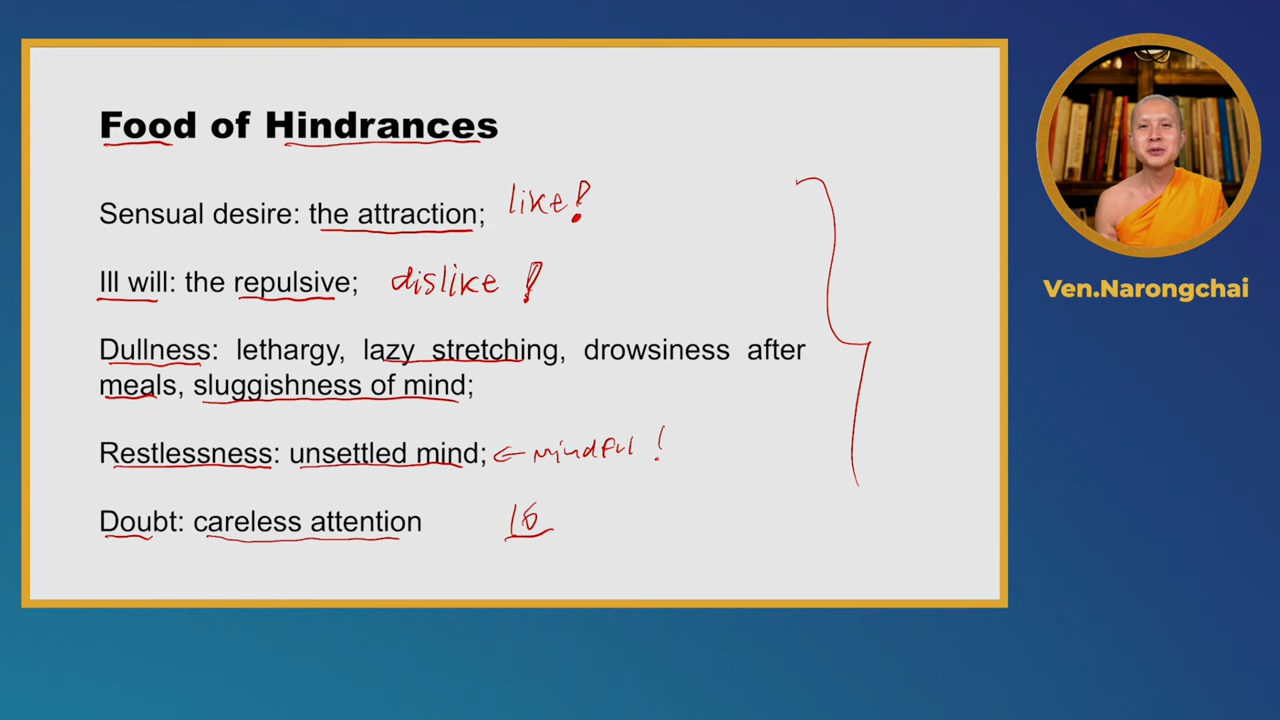 Food of Hindrances
Sensual desire: the attraction; like!
Ill will: the repulsive; dislike!
Dullness: lethargy, lazy stretching, drowsiness after
meals, sluggishness of mind;
Restlessness: unsettled mind; ← mindful!
Doubt: careless attention 16
Ven.Narongchai